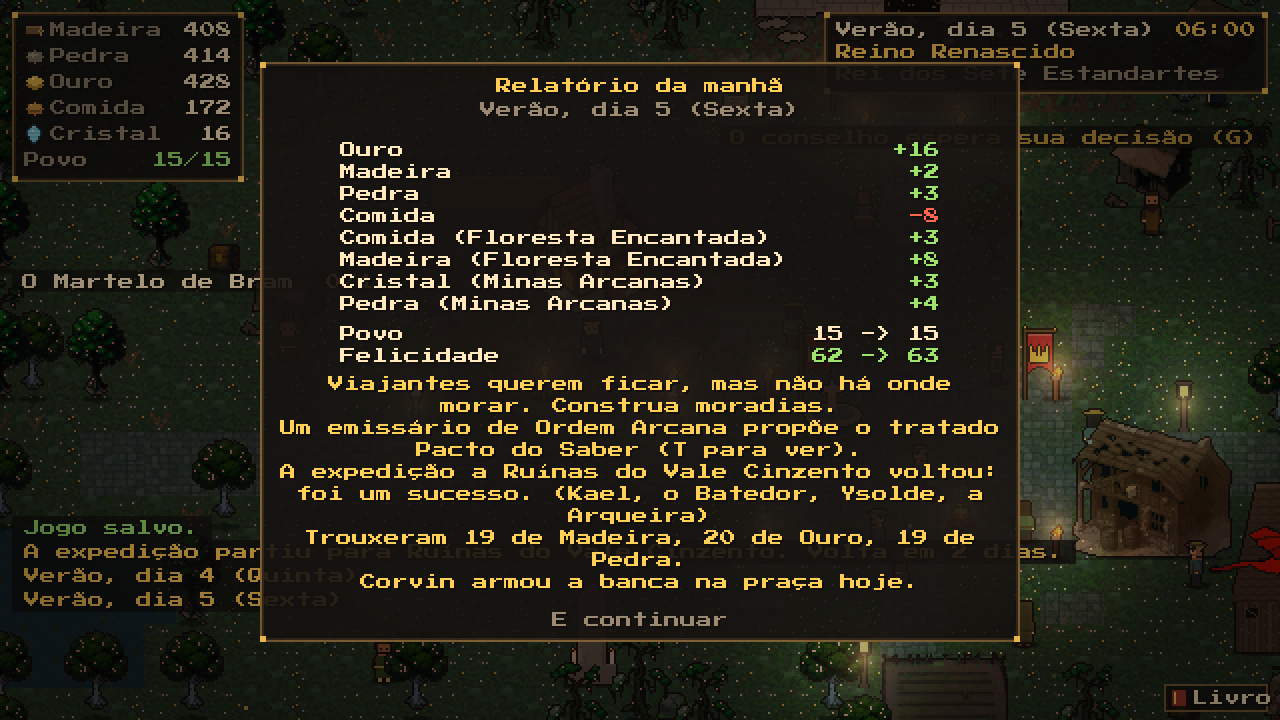 Madeira 408
Pedra 414
Ouro 428
Comida 172
Cristal 16
Povo 15/15
Verão, dia 5 (Sexta) 06:00
Reino Renascido
Rei dos Sete Estandartes
O conselho espera sua decisão (G)
Relatório da manhã
Verão, dia 5 (Sexta)
Ouro +16
Madeira +2
Pedra +3
Comida -8
Comida (Floresta Encantada) +3
Madeira (Floresta Encantada) +8
Cristal (Minas Arcanas) +3
Pedra (Minas Arcanas) +4
Povo 15 -> 15
Felicidade 62 -> 63
Viajantes querem ficar, mas não há onde
morar. Construa moradias.
Um emissário de Ordem Arcana propõe o tratado
Pacto do Saber (T para ver).
A expedição a Ruínas do Vale Cinzento voltou:
foi um sucesso. (Kael, o Batedor, Ysolde, a
Arqueira)
Trouxeram 19 de Madeira, 20 de Ouro, 19 de
Pedra.
Corvin armou a banca na praça hoje.
E continuar
O Martelo de Bram
Jogo salvo.
A expedição partiu para Ruínas do Vale Cinzento. Volta em 2 dias.
Verão, dia 4 (Quinta)
Verão, dia 5 (Sexta)
Livro